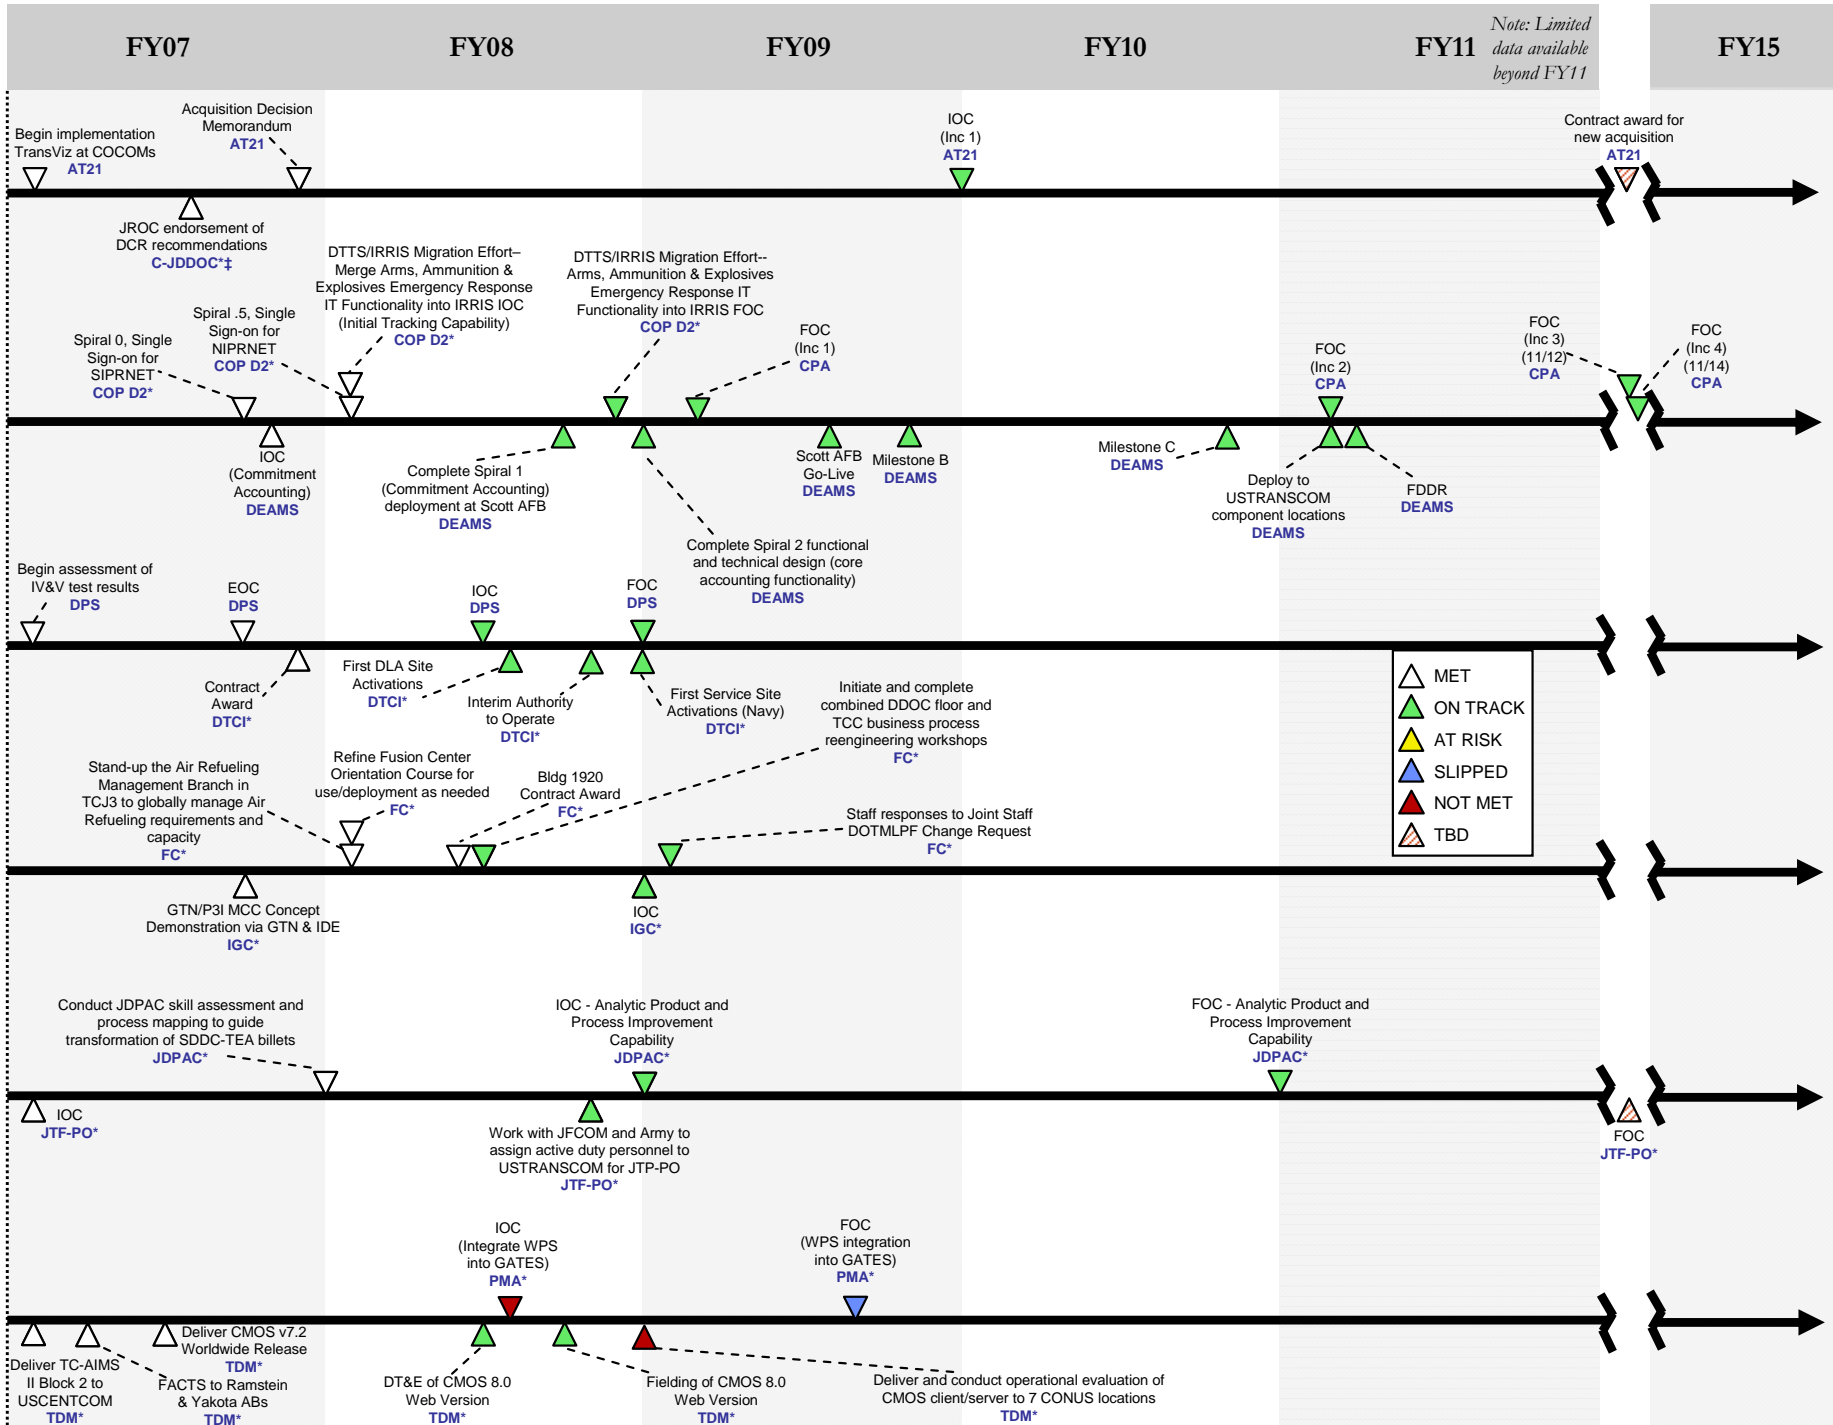 FY07
FY08
FY09
FY10
FY11
Note: Limited
data available
beyond FY11
FY15
Begin implementation
TransViz at COCOMs
AT21
Acquisition Decision
Memorandum
AT21
IOC
(Inc 1)
AT21
Contract award for
new acquisition
AT21
JROC endorsement of
DCR recommendations
C-JDDOC*‡
Spiral 0, Single
Sign-on for
SIPRNET
COP D2*
Spiral .5, Single
Sign-on for
NIPRNET
COP D2*
DTTS/IRRIS Migration Effort–
Merge Arms, Ammunition &
Explosives Emergency Response
IT Functionality into IRRIS IOC
(Initial Tracking Capability)
COP D2*
DTTS/IRRIS Migration Effort--
Arms, Ammunition & Explosives
Emergency Response IT
Functionality into IRRIS FOC
COP D2*
FOC
(Inc 1)
CPA
FOC
(Inc 2)
CPA
FOC
(Inc 3)
(11/12)
CPA
FOC
(Inc 4)
(11/14)
CPA
IOC
(Commitment
Accounting)
DEAMS
Complete Spiral 1
(Commitment Accounting)
deployment at Scott AFB
DEAMS
Complete Spiral 2 functional
and technical design (core
accounting functionality)
DEAMS
Scott AFB
Go-Live
DEAMS
Milestone B
DEAMS
Milestone C
DEAMS
Deploy to
USTRANSCOM
component locations
DEAMS
FDDR
DEAMS
Begin assessment of
IV&V test results
DPS
EOC
DPS
IOC
DPS
FOC
DPS
Contract
Award
DTCI*
First DLA Site
Activations
DTCI*
Interim Authority
to Operate
DTCI*
First Service Site
Activations (Navy)
DTCI*
MET
ON TRACK
AT RISK
SLIPPED
NOT MET
TBD
Stand-up the Air Refueling
Management Branch in
TCJ3 to globally manage Air
Refueling requirements and
capacity
FC*
Refine Fusion Center
Orientation Course for
use/deployment as needed
FC*
Bldg 1920
Contract Award
FC*
Initiate and complete
combined DDOC floor and
TCC business process
reengineering workshops
FC*
Staff responses to Joint Staff
DOTMLPF Change Request
FC*
GTN/P3I MCC Concept
Demonstration via GTN & IDE
IGC*
IOC
IGC*
Conduct JDPAC skill assessment and
process mapping to guide
transformation of SDDC-TEA billets
JDPAC*
IOC - Analytic Product and
Process Improvement
Capability
JDPAC*
FOC - Analytic Product and
Process Improvement
Capability
JDPAC*
IOC
JTF-PO*
Work with JFCOM and Army to
assign active duty personnel to
USTRANSCOM for JTP-PO
JTF-PO*
FOC
JTF-PO*
IOC
(Integrate WPS
into GATES)
PMA*
FOC
(WPS integration
into GATES)
PMA*
Deliver TC-AIMS
II Block 2 to
USCENTCOM
TDM*
FACTS to Ramstein
& Yakota ABs
TDM*
Deliver CMOS v7.2
Worldwide Release
TDM*
DT&E of CMOS 8.0
Web Version
TDM*
Fielding of CMOS 8.0
Web Version
TDM*
Deliver and conduct operational evaluation of
CMOS client/server to 7 CONUS locations
TDM*